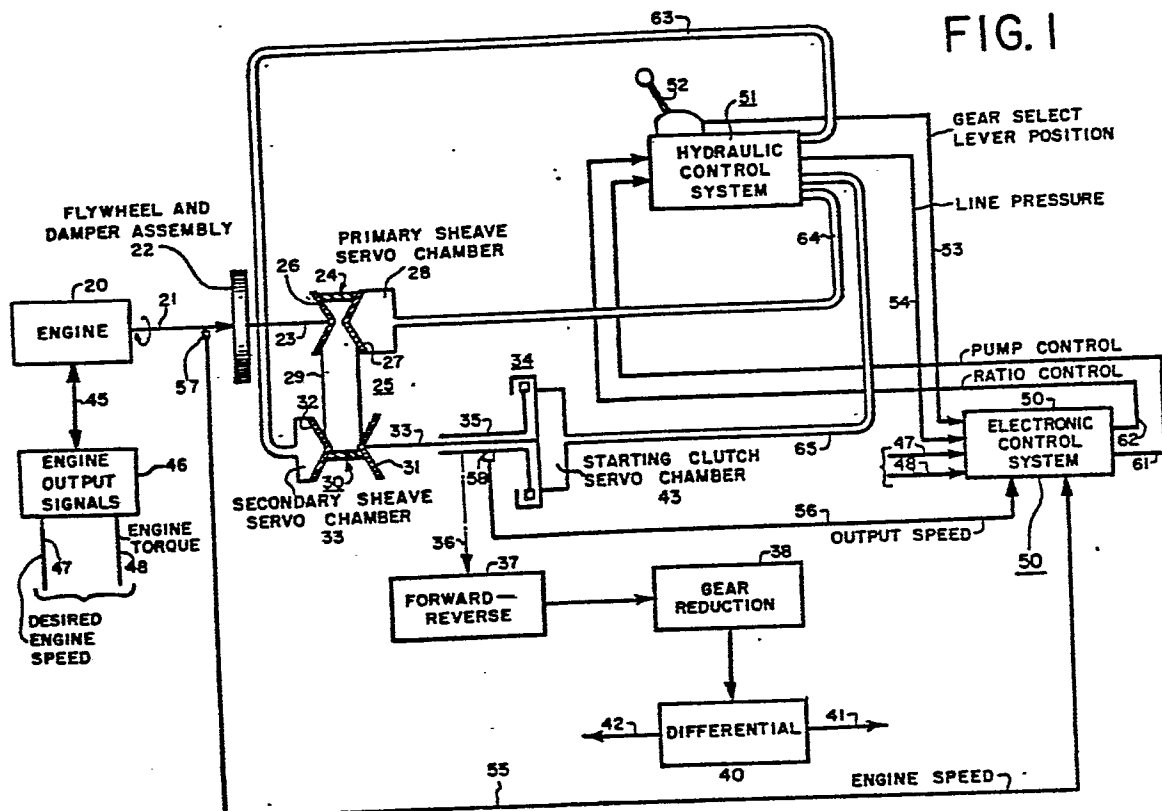 FIG. 1
63
52
51
GEAR SELECT
LEVER POSITION
HYDRAULIC
CONTROL
SYSTEM
FLYWHEEL AND
DAMPER ASSEMBLY
22
LINE PRESSURE
PRIMARY SHEAVE
SERVO CHAMBER
64
53
26
24
28
20
21
54
ENGINE
23
27
PUMP CONTROL
57
34
RATIO CONTROL
29
25
50
45
32
35
ELECTRONIC
CONTROL
SYSTEM
62
33
47
46
65
61
ENGINE
OUTPUT
SIGNALS
30
31
58
STARTING CLUTCH
SERVO CHAMBER
43
48
SECONDARY SHEAVE
SERVO CHAMBER
33
56
ENGINE
TORQUE
36
OUTPUT SPEED
47
48
37
38
50
FORWARD—
REVERSE
GEAR
REDUCTION
DESIRED
ENGINE
SPEED
42
DIFFERENTIAL
41
40
55
ENGINE SPEED